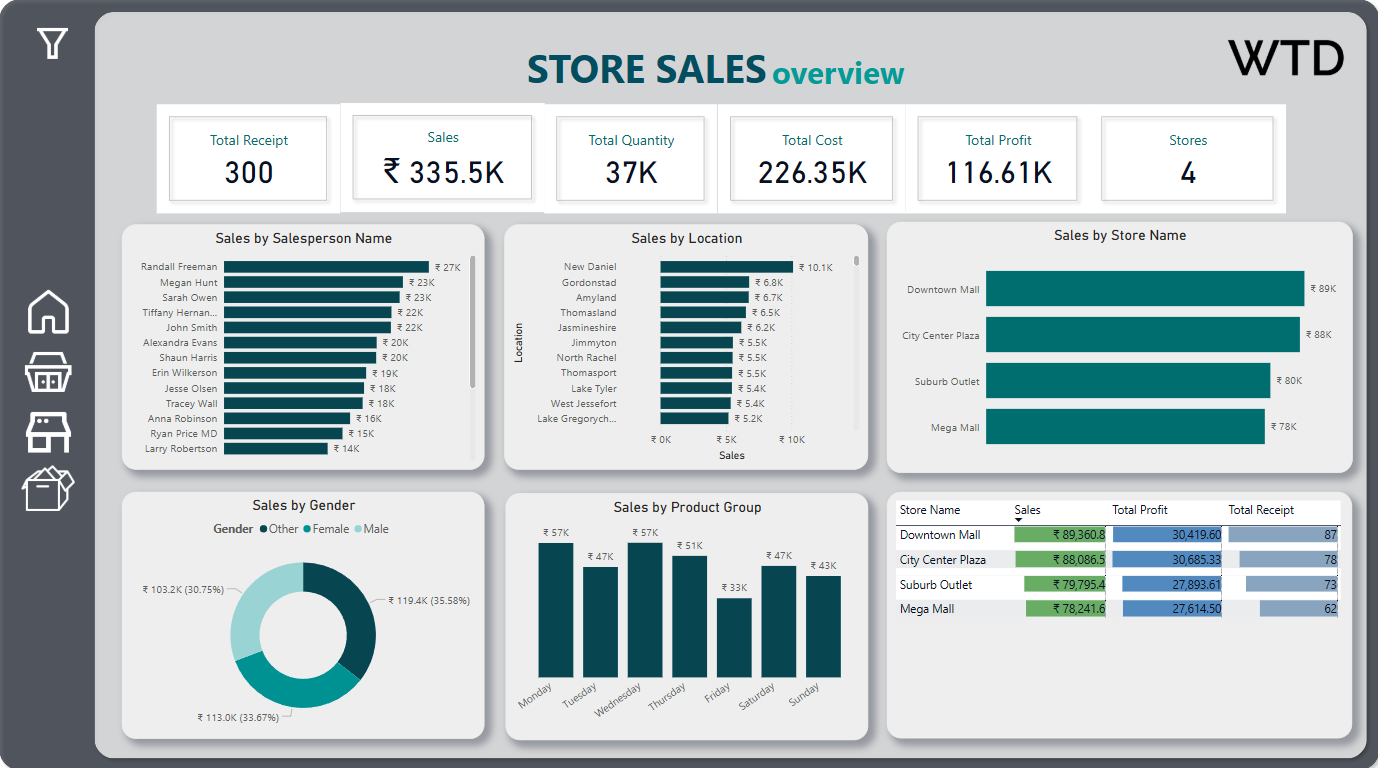 STORE SALES overview
WTD
Total Receipt
300
Sales
₹ 335.5K
Total Quantity
37K
Total Cost
226.35K
Total Profit
116.61K
Stores
4
Sales by Salesperson Name
Randall Freeman ₹ 27K
Megan Hunt ₹ 23K
Sarah Owen ₹ 23K
Tiffany Hernan... ₹ 22K
John Smith ₹ 22K
Alexandra Evans ₹ 20K
Shaun Harris ₹ 20K
Erin Wilkerson ₹ 19K
Jesse Olsen ₹ 18K
Tracey Wall ₹ 18K
Anna Robinson ₹ 16K
Ryan Price MD ₹ 15K
Larry Robertson ₹ 14K
Sales by Location
Location
New Daniel ₹ 10.1K
Gordonstad ₹ 6.8K
Amyland ₹ 6.7K
Thomasland ₹ 6.5K
Jasmineshire ₹ 6.2K
Jimmyton ₹ 5.5K
North Rachel ₹ 5.5K
Thomasport ₹ 5.5K
Lake Tyler ₹ 5.4K
West Jessefort ₹ 5.4K
Lake Gregorych... ₹ 5.2K
₹ 0K ₹ 5K ₹ 10K
Sales
Sales by Store Name
Downtown Mall ₹ 89K
City Center Plaza ₹ 88K
Suburb Outlet ₹ 80K
Mega Mall ₹ 78K
Sales by Gender
Gender Other Female Male
₹ 103.2K (30.75%)
₹ 119.4K (35.58%)
₹ 113.0K (33.67%)
Sales by Product Group
₹ 57K ₹ 47K ₹ 57K ₹ 51K ₹ 33K ₹ 47K ₹ 43K
Monday Tuesday Wednesday Thursday Friday Saturday Sunday
Store Name Sales Total Profit Total Receipt
Downtown Mall ₹ 89,360.8 30,419.60 87
City Center Plaza ₹ 88,086.5 30,685.33 78
Suburb Outlet ₹ 79,795.4 27,893.61 73
Mega Mall ₹ 78,241.6 27,614.50 62